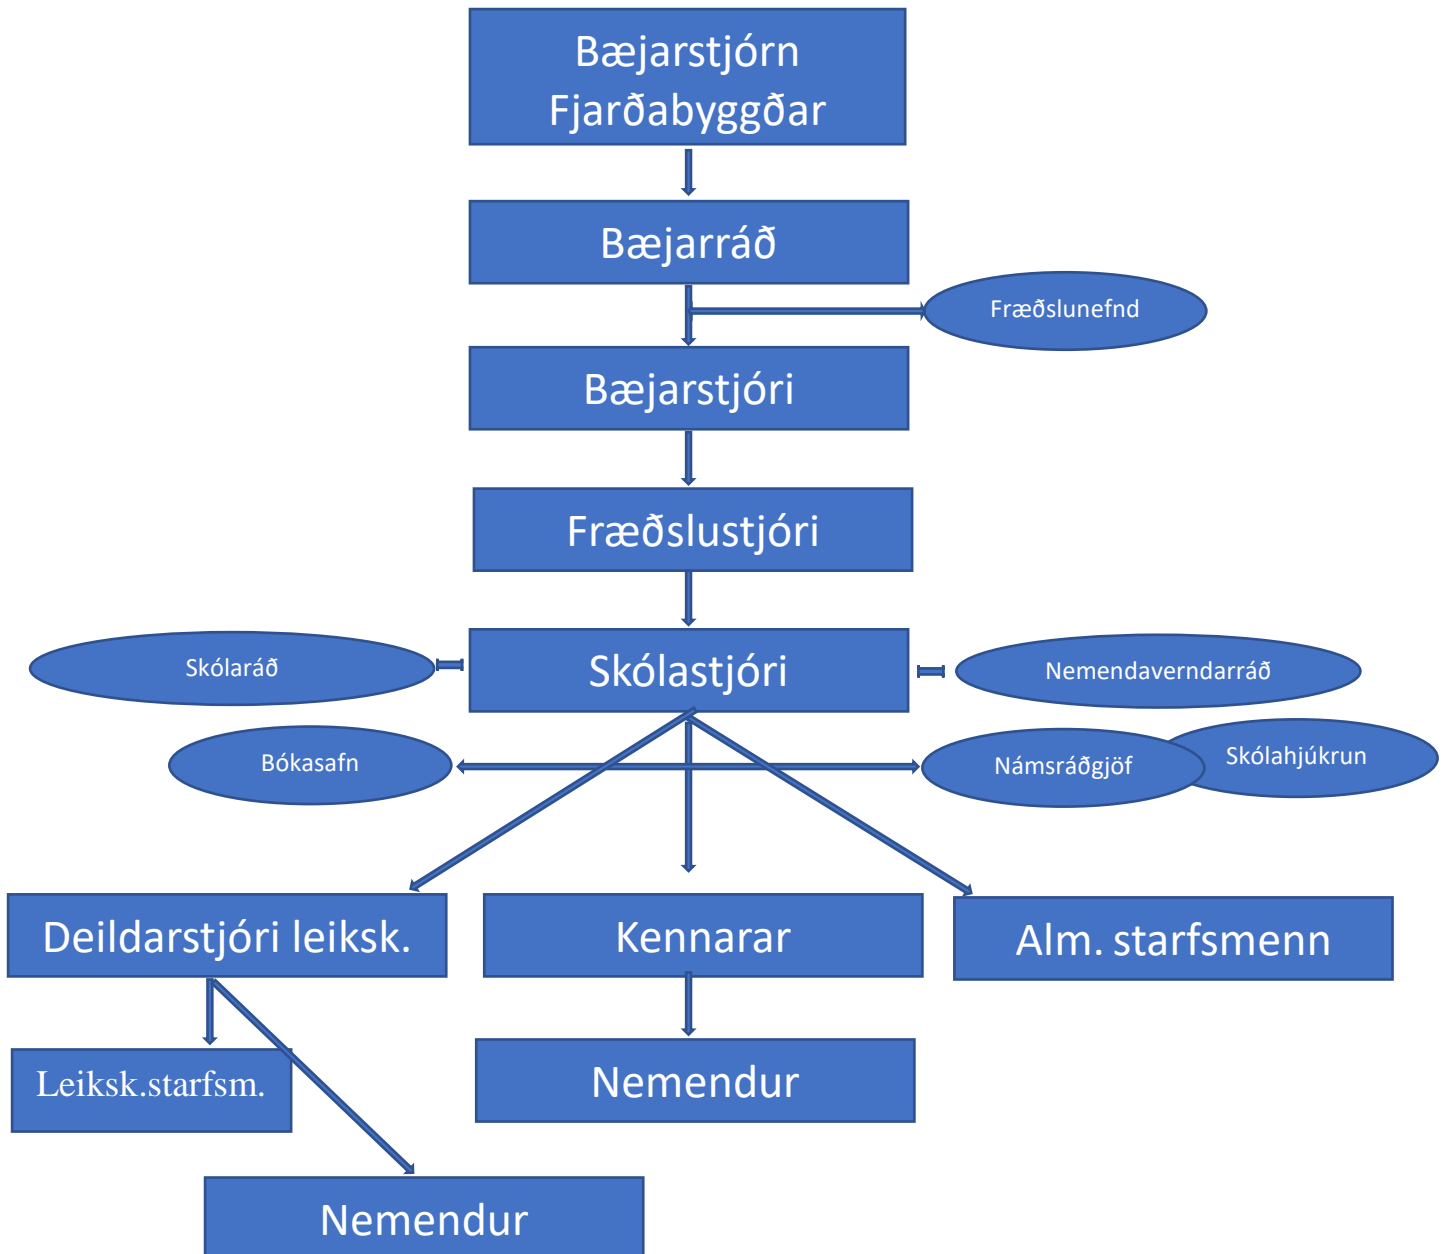 Bæjarstjórn
Fjarðabyggðar
Bæjarráð
Fræðslunefnd
Bæjarstjóri
Fræðslustjóri
Skólaráð
Skólastjóri
Nemendaverndarráð
Bókasafn
Námsráðgjöf
Skólahjúkrun
Deildarstjóri leiksk.
Kennarar
Alm. starfsmenn
Leiksk.starfsm.
Nemendur
Nemendur